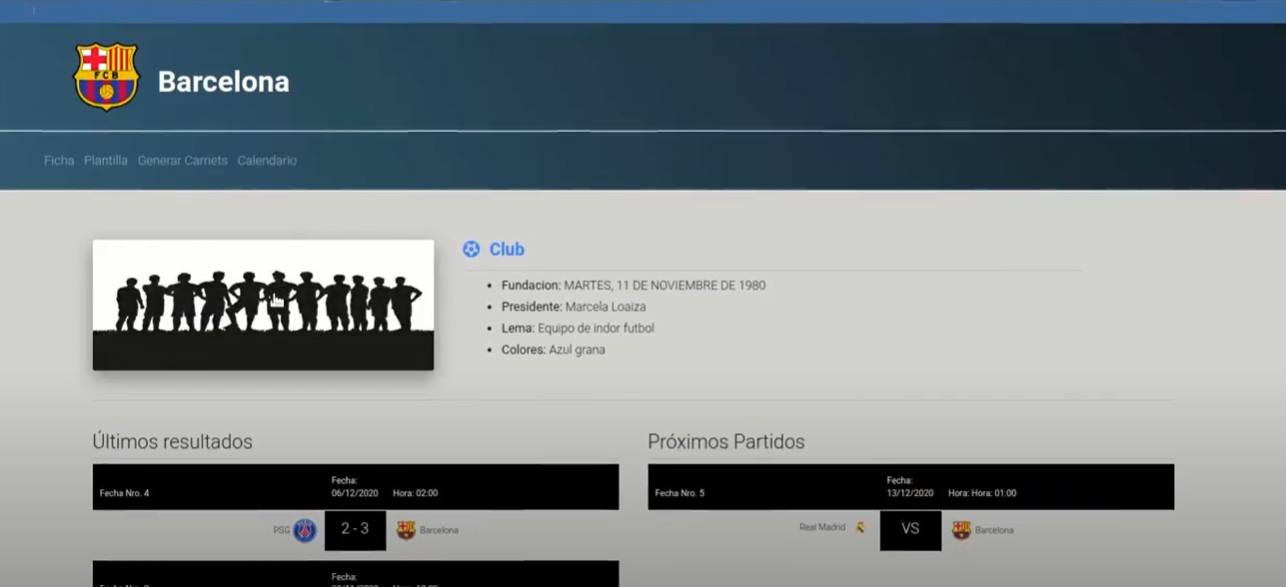 FCB
Barcelona
Ficha Plantilla Generar Carnets Calendario
Club
Fundacion: MARTES, 11 DE NOVIEMBRE DE 1980
Presidente: Marcela Loaiza
Lema: Equipo de indor futbol
Colores: Azul grana
Últimos resultados
Fecha Nro. 4 Fecha: 06/12/2020 Hora: 02:00
PSG 2 - 3 Barcelona
Fecha:
Próximos Partidos
Fecha Nro. 5 Fecha: 13/12/2020 Hora: Hora: 01:00
Real Madrid VS Barcelona